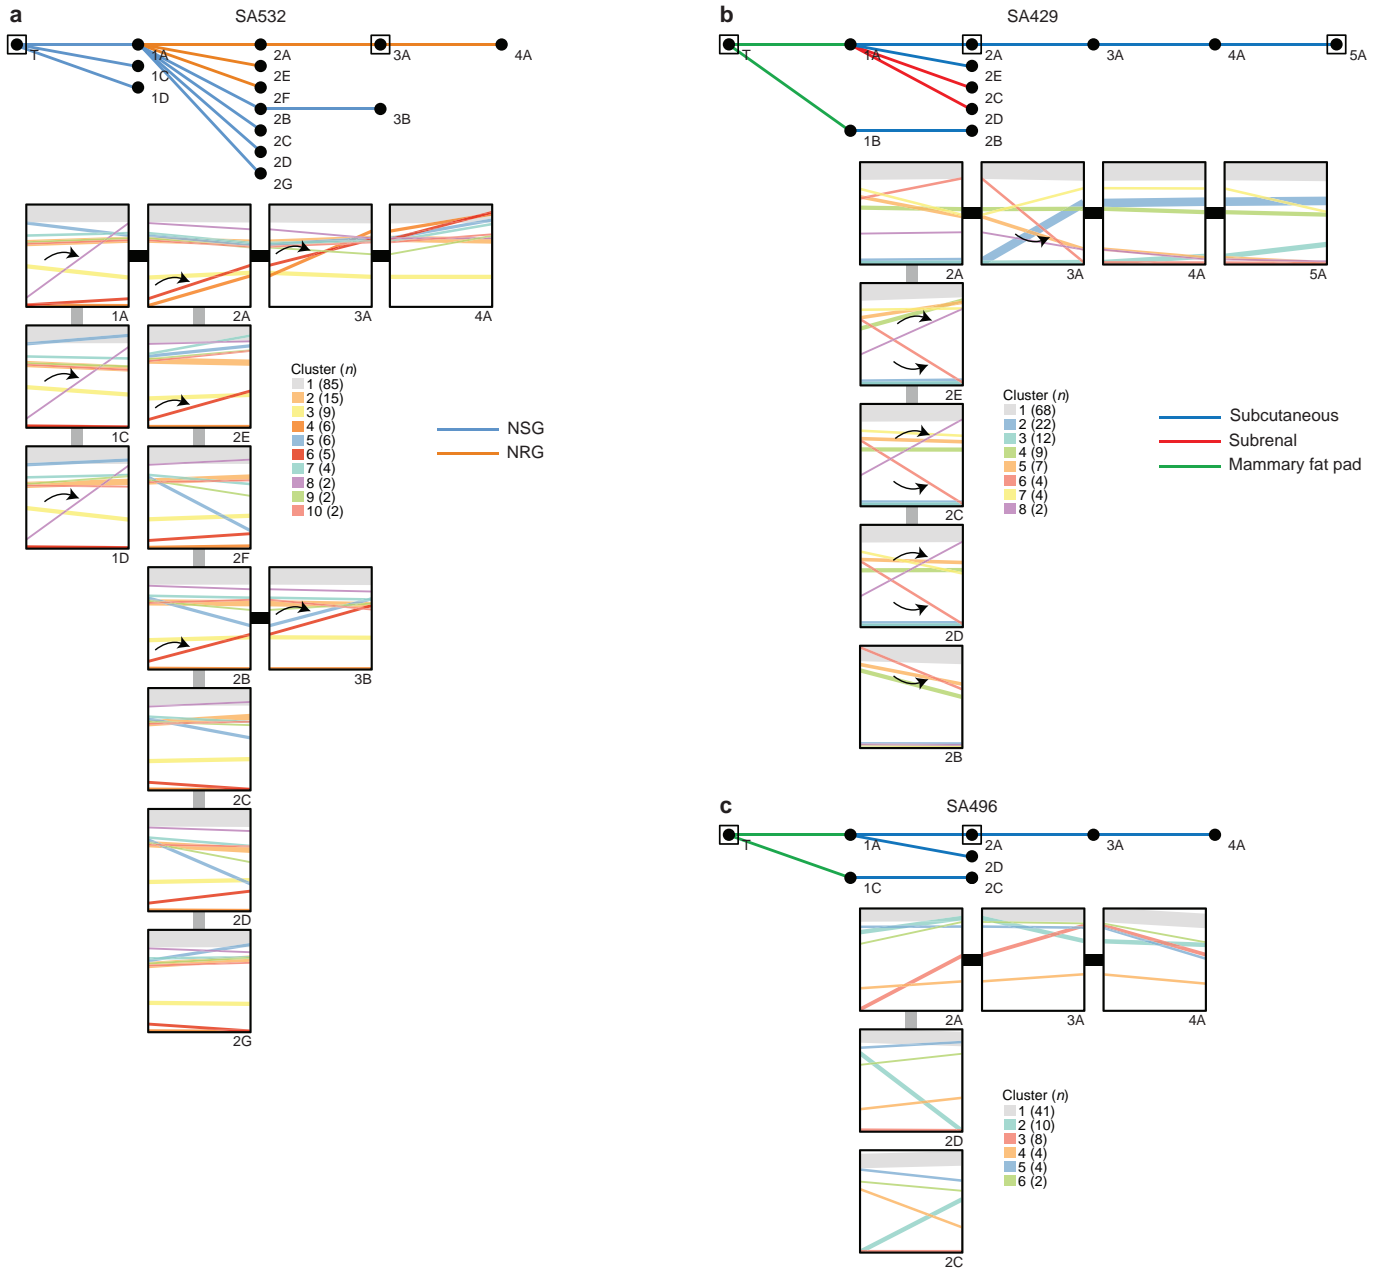 a
SA532
T
1A
2A
3A
4A
1C
2E
1D
2F
2B
3B
2C
2D
2G
1A
2A
3A
4A
1C
2E
1D
2F
2B
3B
2C
2D
2G
Cluster (n)
1 (85)
2 (15)
3 (9)
4 (6)
5 (6)
6 (5)
7 (4)
8 (2)
9 (2)
10 (2)
NSG
NRG
b
SA429
T
1A
2A
3A
4A
5A
2E
2C
2D
1B
2B
2A
3A
4A
5A
2E
2C
2D
2B
Cluster (n)
1 (68)
2 (22)
3 (12)
4 (9)
5 (7)
6 (4)
7 (4)
8 (2)
Subcutaneous
Subrenal
Mammary fat pad
c
SA496
T
1A
2A
3A
4A
2D
1C
2C
2A
3A
4A
2D
2C
Cluster (n)
1 (41)
2 (10)
3 (8)
4 (4)
5 (4)
6 (2)